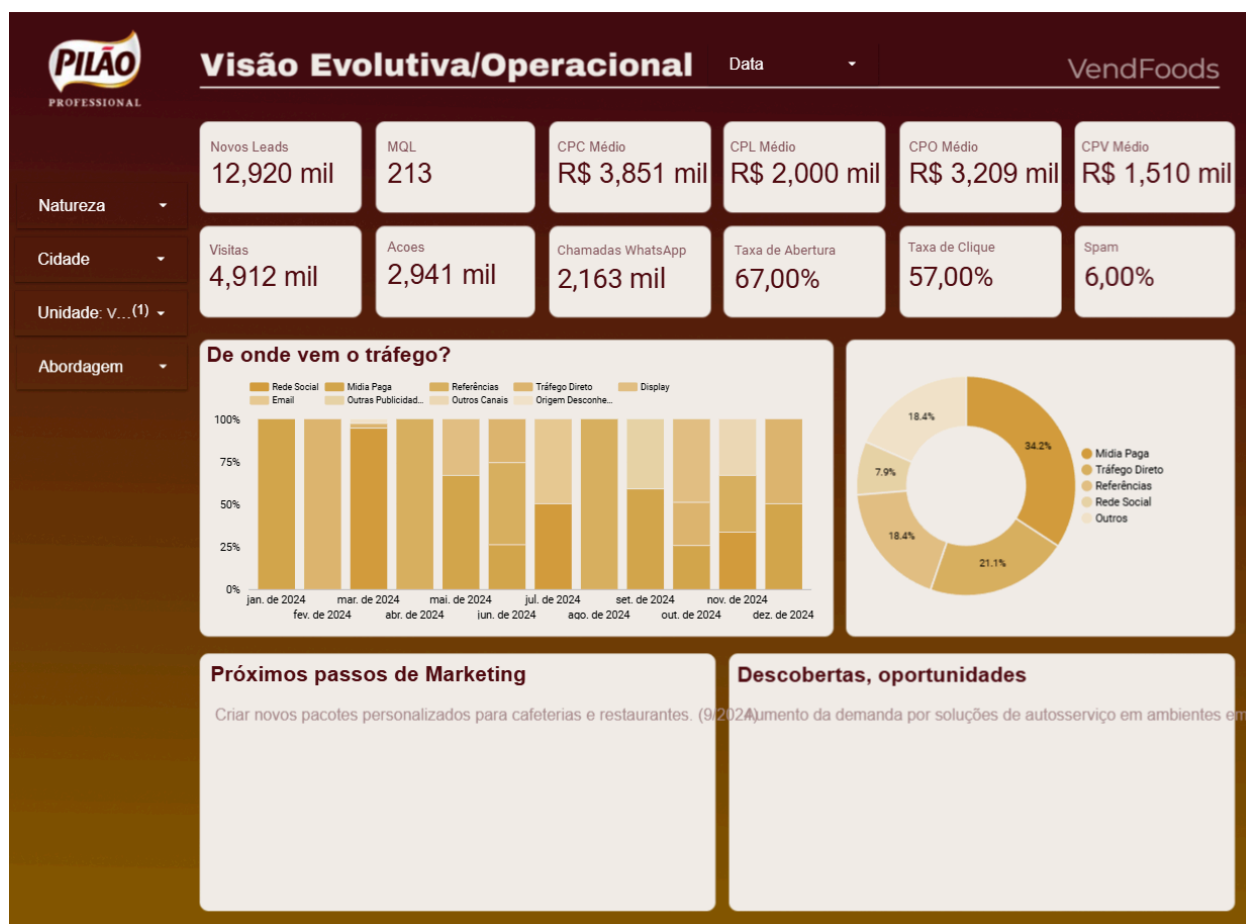 PILÃO
PROFESSIONAL
Visão Evolutiva/Operacional
Data
VendFoods
Natureza
Cidade
Unidade: V...(1)
Abordagem
Novos Leads
12,920 mil
MQL
213
CPC Médio
R$ 3,851 mil
CPL Médio
R$ 2,000 mil
CPO Médio
R$ 3,209 mil
CPV Médio
R$ 1,510 mil
Visitas
4,912 mil
Acoes
2,941 mil
Chamadas WhatsApp
2,163 mil
Taxa de Abertura
67,00%
Taxa de Clique
57,00%
Spam
6,00%
De onde vem o tráfego?
Rede Social Midia Paga Referências Tráfego Direto Display
Email Outras Publicidad... Outros Canais Origem Desconhe...
100%
75%
50%
25%
0%
jan. de 2024 mar. de 2024 mai. de 2024 jul. de 2024 set. de 2024 nov. de 2024
fev. de 2024 abr. de 2024 jun. de 2024 ago. de 2024 out. de 2024 dez. de 2024
18.4%
34.2%
7.9%
18.4%
21.1%
Midia Paga
Tráfego Direto
Referências
Rede Social
Outros
Próximos passos de Marketing
Criar novos pacotes personalizados para cafeterias e restaurantes. (9/2024)
Descobertas, oportunidades
Aumento da demanda por soluções de autosserviço em ambientes em